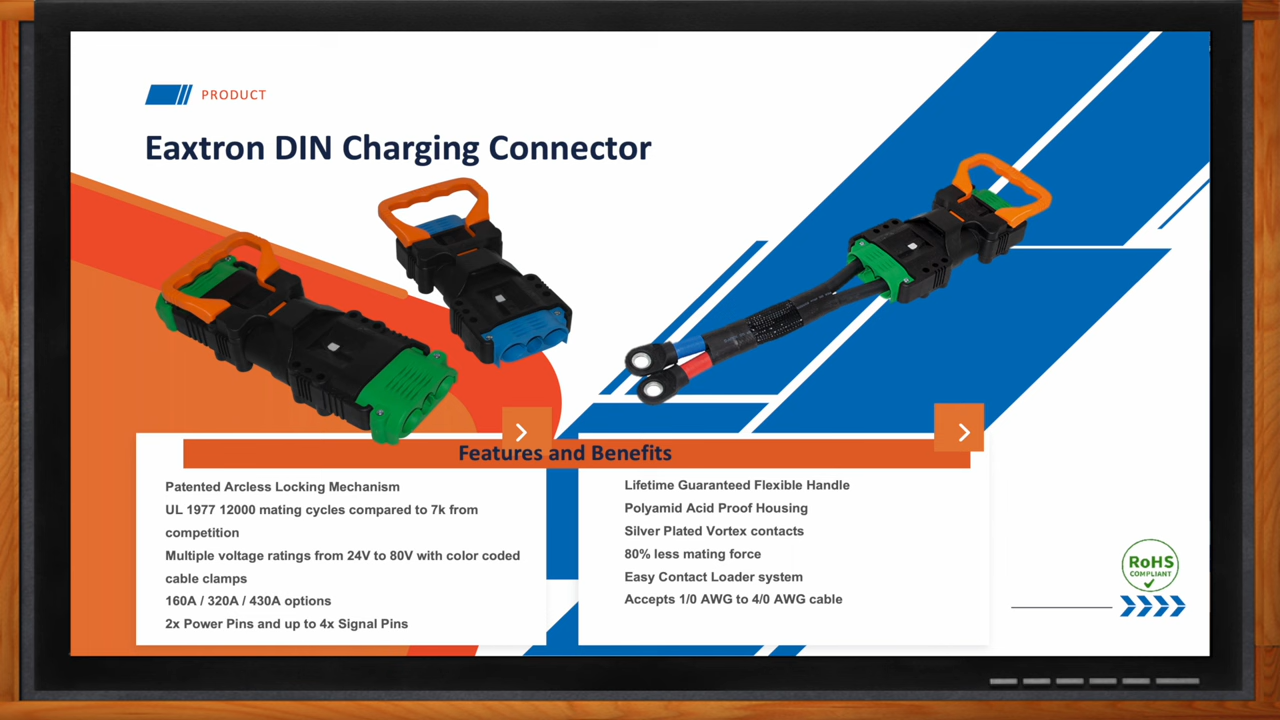 PRODUCT
Eaxtron DIN Charging Connector
Features and Benefits
Patented Arcless Locking Mechanism
UL 1977 12000 mating cycles compared to 7k from
competition
Multiple voltage ratings from 24V to 80V with color coded
cable clamps
160A / 320A / 430A options
2x Power Pins and up to 4x Signal Pins
Lifetime Guaranteed Flexible Handle
Polyamid Acid Proof Housing
Silver Plated Vortex contacts
80% less mating force
Easy Contact Loader system
Accepts 1/0 AWG to 4/0 AWG cable
RoHS
COMPLIANT